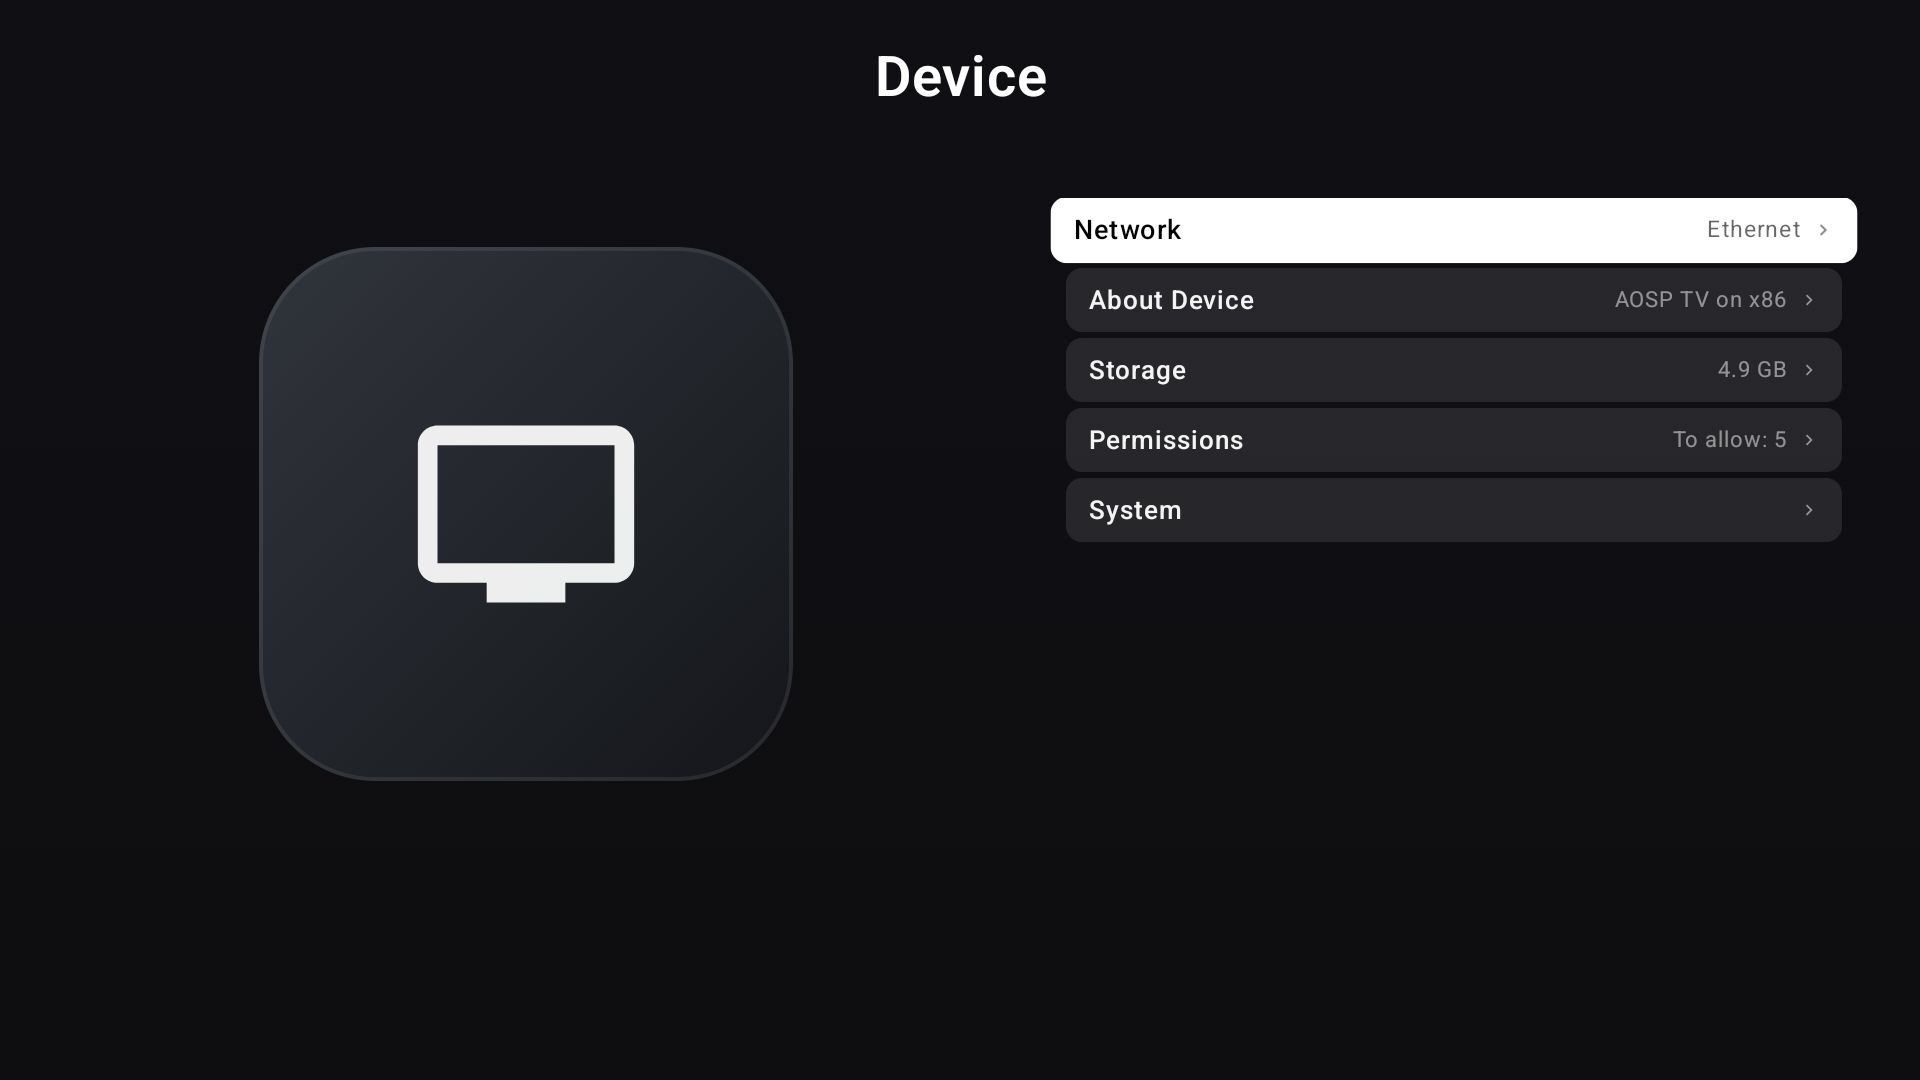 Device
Network Ethernet
About Device AOSP TV on x86
Storage 4.9 GB
Permissions To allow: 5
System